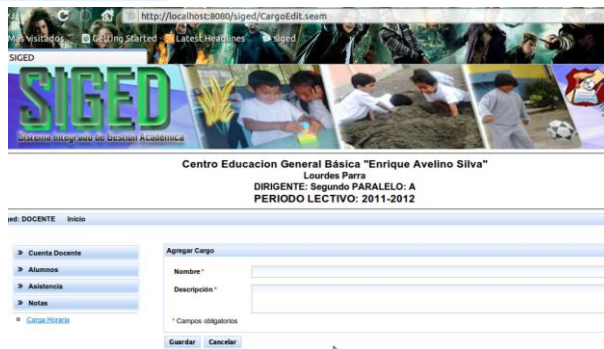 http://localhost:8080/siged/CargoEdit.seam
Más visitados Getting Started Latest Headlines siged
SIGED
SIGED
Sistema Integrado de Gestión Académica
Centro Educacion General Básica "Enrique Avelino Silva"
Lourdes Parra
DIRIGENTE: Segundo PARALELO: A
PERIODO LECTIVO: 2011-2012
ged: DOCENTE Inicio
» Cuenta Docente
» Alumnos
» Asistencia
» Notas
Carga Horaria
Agregar Cargo
Nombre *
Descripción *
* Campos obligatorios
Guardar Cancelar